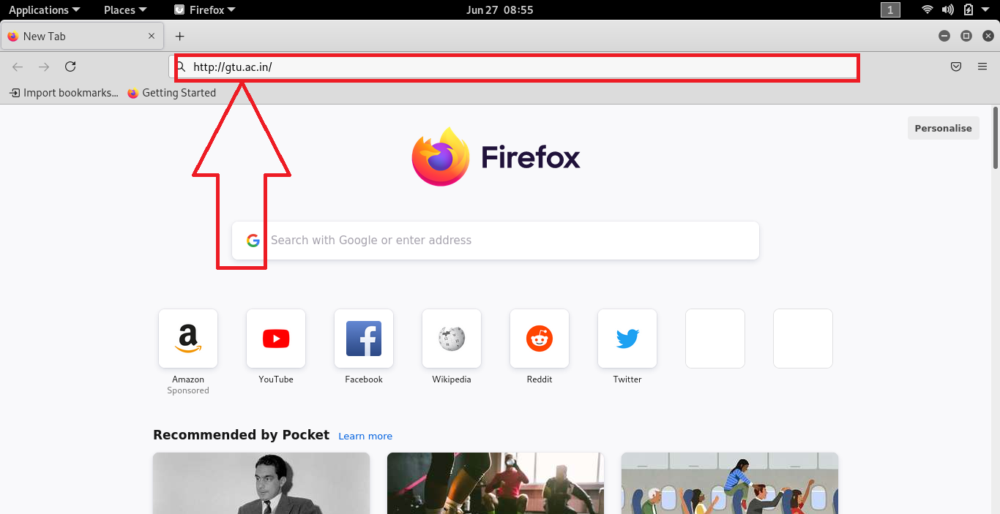 Applications Places Firefox Jun 27 08:55 1
New Tab
http://gtu.ac.in/
Import bookmarks... Getting Started
Personalise
Firefox
Search with Google or enter address
Amazon YouTube Facebook Wikipedia Reddit Twitter
Sponsored
Recommended by Pocket Learn more